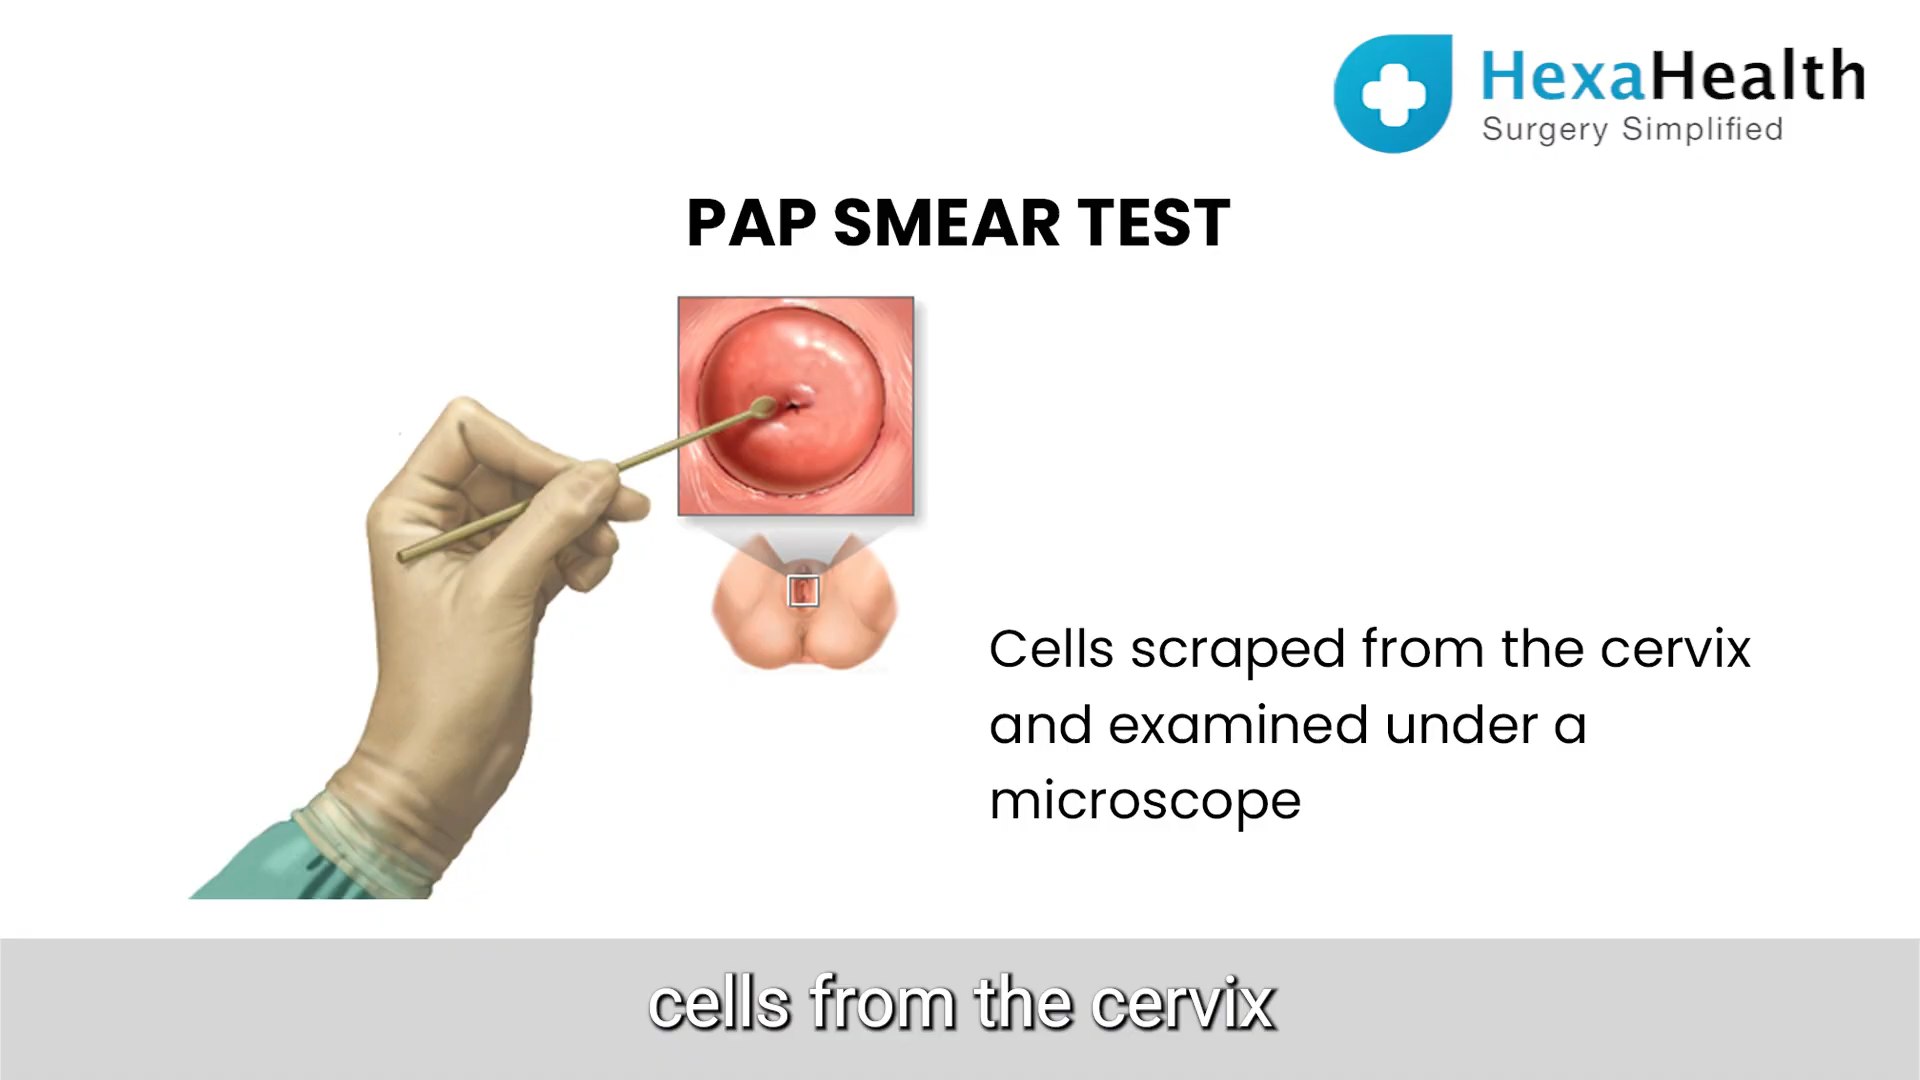 HexaHealth
Surgery Simplified
PAP SMEAR TEST
Cells scraped from the cervix
and examined under a
microscope
cells from the cervix